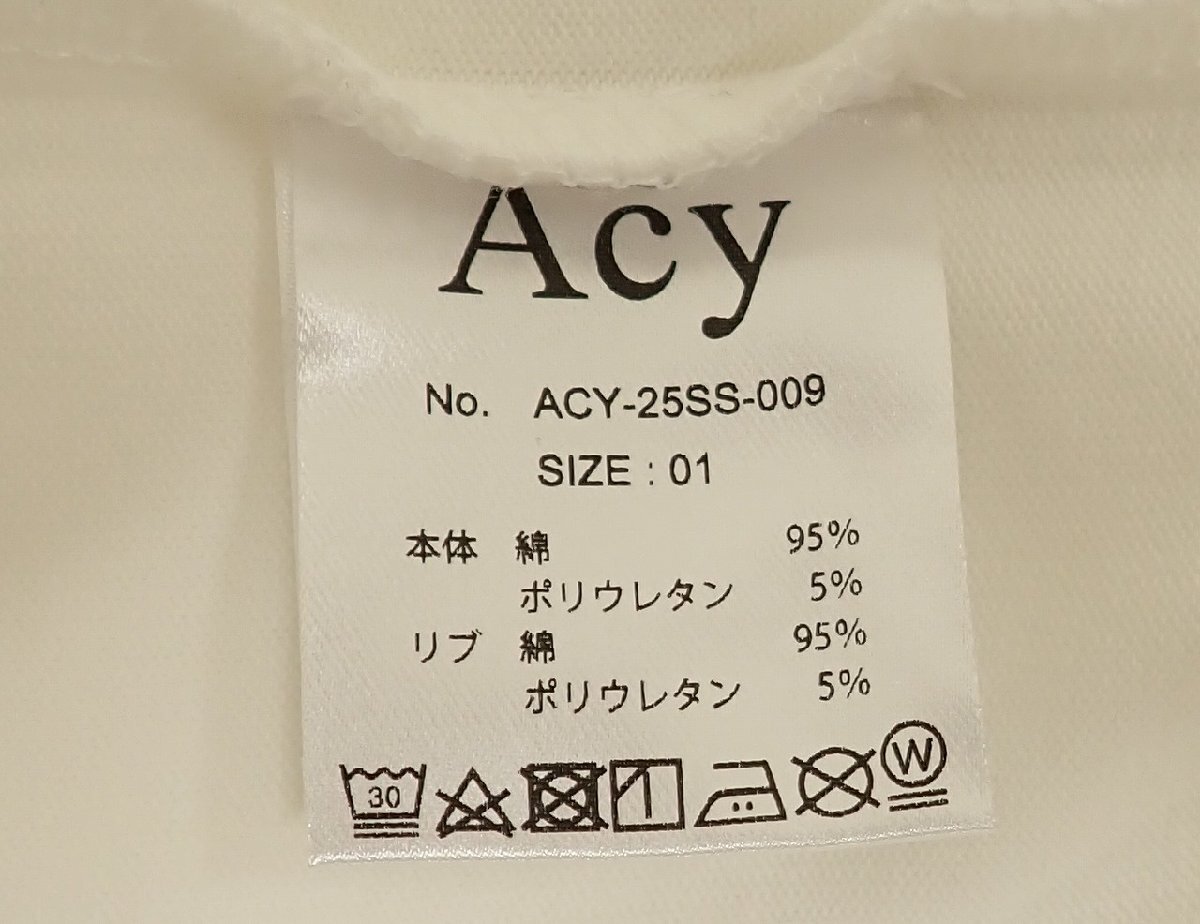 Acy
No. ACY-25SS-009
SIZE : 01
本体 綿 95%
ポリウレタン 5%
リブ 綿 95%
ポリウレタン 5%
30 W